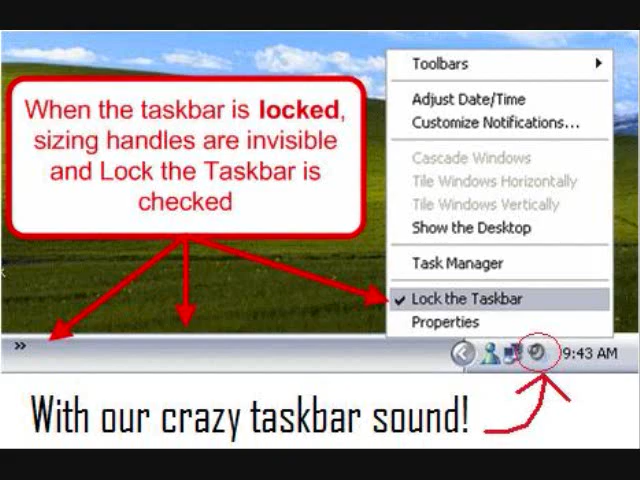 When the taskbar is locked,
sizing handles are invisible
and Lock the Taskbar is
checked
Toolbars
Adjust Date/Time
Customize Notifications...
Cascade Windows
Tile Windows Horizontally
Tile Windows Vertically
Show the Desktop
Task Manager
Lock the Taskbar
Properties
»
9:43 AM
With our crazy taskbar sound!